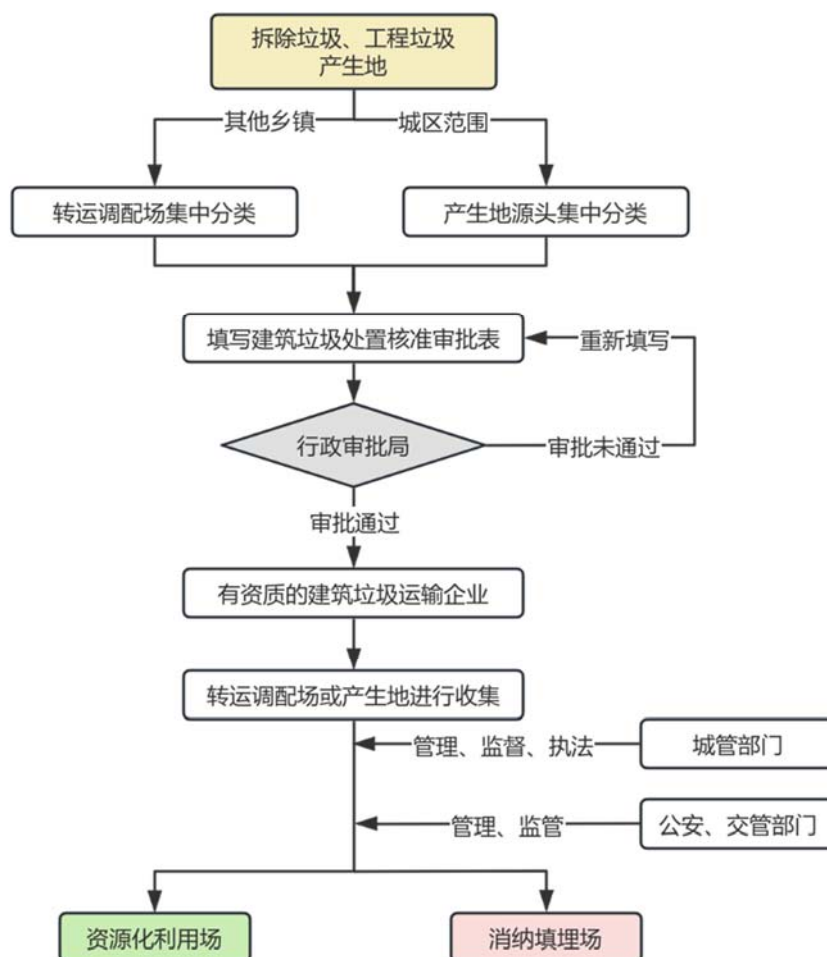 拆除垃圾、工程垃圾
产生地
其他乡镇
城区范围
转运调配场集中分类
产生地源头集中分类
填写建筑垃圾处置核准审批表
重新填写
行政审批局
审批未通过
审批通过
有资质的建筑垃圾运输企业
转运调配场或产生地进行收集
管理、监督、执法
城管部门
管理、监管
公安、交管部门
资源化利用场
消纳填埋场